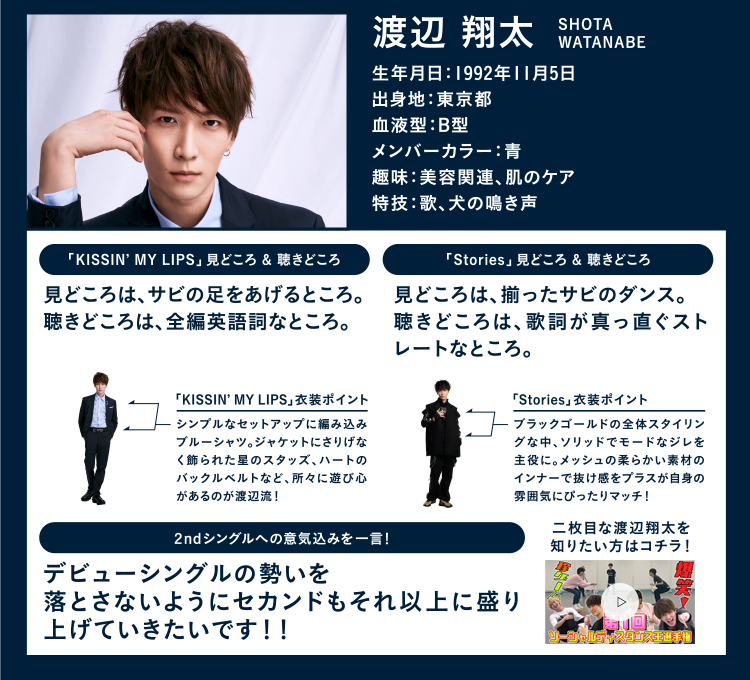 渡辺 翔太
SHOTA
WATANABE
生年月日：1992年11月5日
出身地：東京都
血液型：B型
メンバーカラー：青
趣味：美容関連、肌のケア
特技：歌、犬の鳴き声
「KISSIN’ MY LIPS」見どころ & 聴きどころ
見どころは、サビの足をあげるところ。
聴きどころは、全編英語詞なところ。
「KISSIN’ MY LIPS」衣装ポイント
シンプルなセットアップに編み込み
ブルーシャツ。ジャケットにさりげな
く飾られた星のスタッズ、ハートの
バックルベルトなど、所々に遊び心
があるのが渡辺流！
「Stories」見どころ & 聴きどころ
見どころは、揃ったサビのダンス。
聴きどころは、歌詞が真っ直ぐスト
レートなところ。
「Stories」衣装ポイント
ブラックゴールドの全体スタイリン
グな中、ソリッドでモードなジレを
主役に。メッシュの柔らかい素材の
インナーで抜け感をプラスが自身の
雰囲気にぴったりマッチ！
2ndシングルへの意気込みを一言！
デビューシングルの勢いを
落とさないようにセカンドもそれ以上に盛り
上げていきたいです！！
二枚目な渡辺翔太を
知りたい方はコチラ！
爆笑！
第1回
ソーシャルディスタンス王選手権